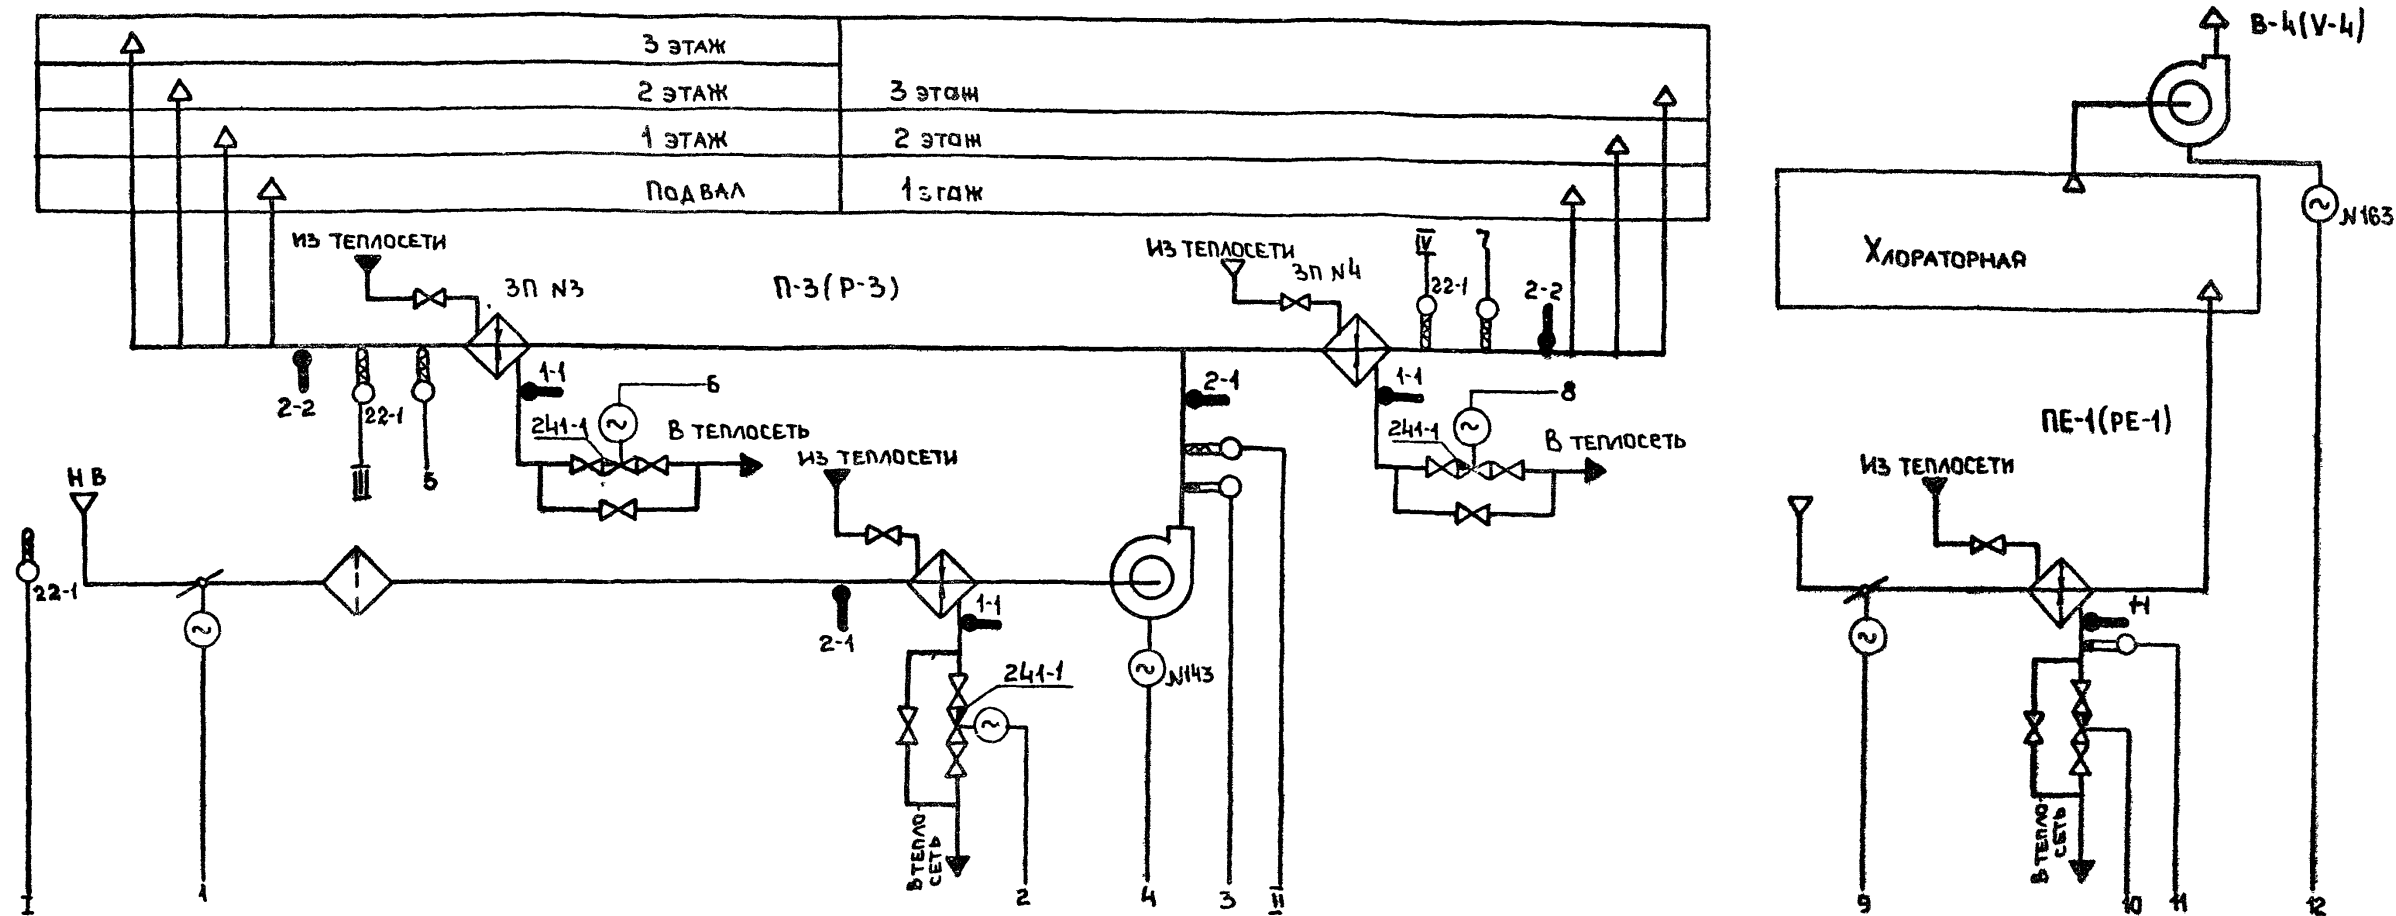 В-4(V-4)
3 ЭТАЖ
2 ЭТАЖ
3 этаж
1 ЭТАЖ
2 этаж
ПОДВАЛ
1 этаж
N163
ХЛОРАТОРНАЯ
ИЗ ТЕПЛОСЕТИ
ЗП N3
П-3(Р-3)
ИЗ ТЕПЛОСЕТИ
ЗП N4
IV
7
22-1
2-2
2-2
22-1
III
5
1-1
6
241-1
В ТЕПЛОСЕТЬ
2-1
1-1
8
241-1
В ТЕПЛОСЕТЬ
ПЕ-1(РЕ-1)
НВ
22-1
ИЗ ТЕПЛОСЕТИ
2-1
1-1
241-1
N143
В ТЕПЛО
СЕТЬ
ИЗ ТЕПЛОСЕТИ
1-1
В ТЕПЛО
СЕТЬ
I
1
2
4
3
II
9
10
11
12